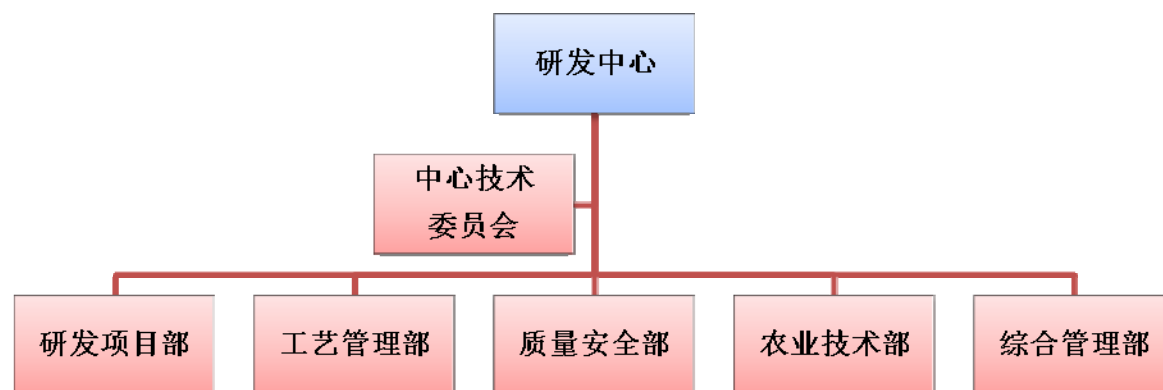 研发中心
中心技术
委员会
研发项目部
工艺管理部
质量安全部
农业技术部
综合管理部